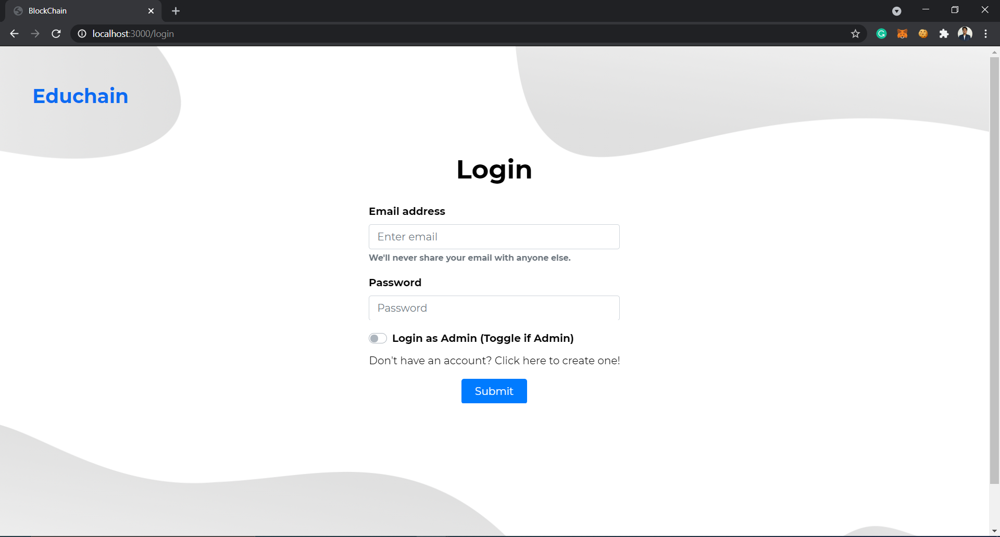 BlockChain
localhost:3000/login
Educhain
Login
Email address
Enter email
We'll never share your email with anyone else.
Password
Password
Login as Admin (Toggle if Admin)
Don't have an account? Click here to create one!
Submit